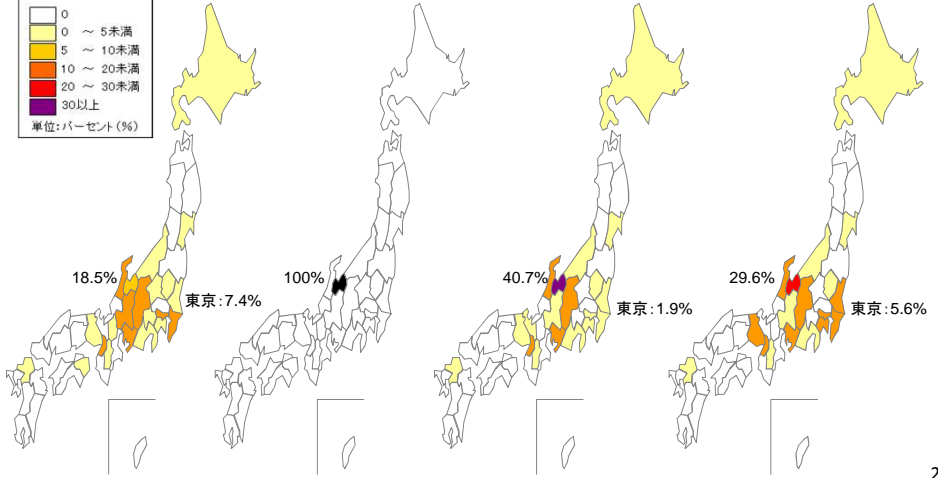 0
0 ～ 5未満
5 ～ 10未満
10 ～ 20未満
20 ～ 30未満
30以上
単位:パーセント(%)
18.5%
東京:7.4%
100%
40.7%
東京:1.9%
29.6%
東京:5.6%
2